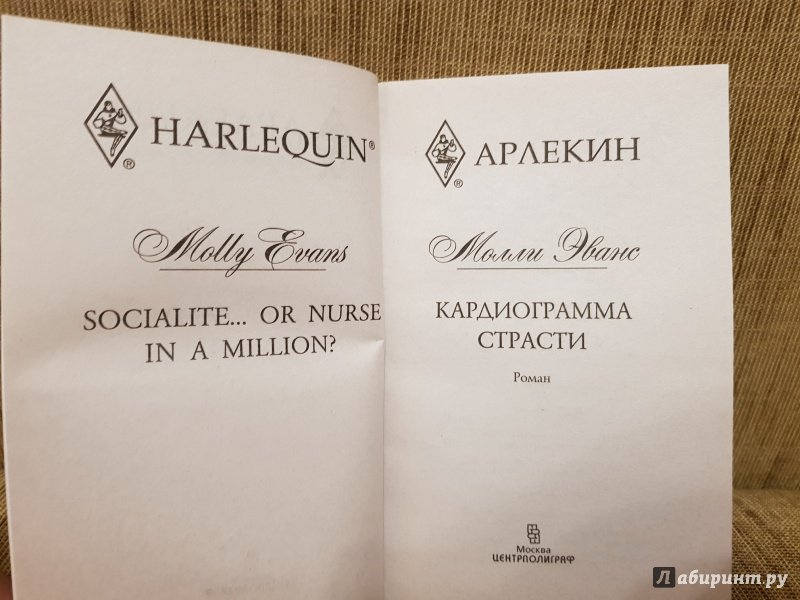 HARLEQUIN®
®
Molly Evans
SOCIALITE... OR NURSE
IN A MILLION?
АРЛЕКИН
®
Молли Эванс
КАРДИОГРАММА
СТРАСТИ
Роман
Москва
ЦЕНТРПОЛИГРАФ
Лабиринт.ру